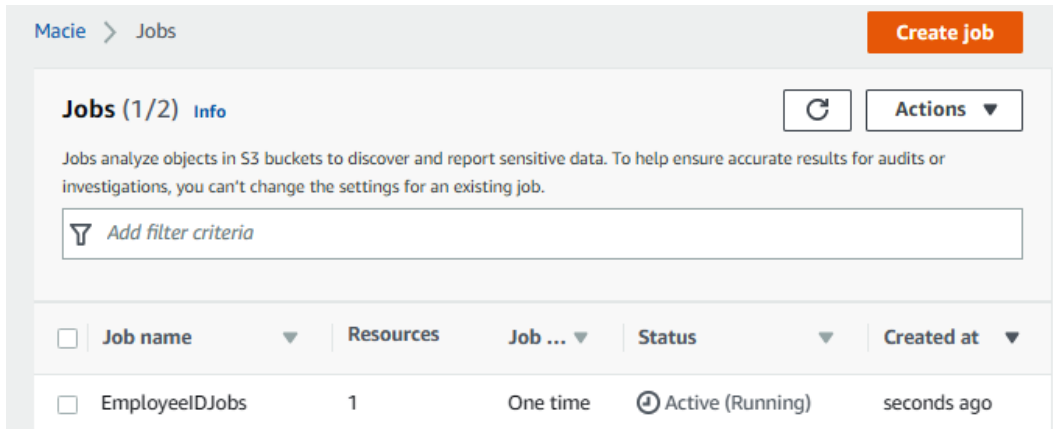 Macie > Jobs
Create job
Jobs (1/2) Info
Actions
Jobs analyze objects in S3 buckets to discover and report sensitive data. To help ensure accurate results for audits or
investigations, you can't change the settings for an existing job.
Add filter criteria
Job name Resources Job ... Status Created at
EmployeeIDJobs 1 One time Active (Running) seconds ago